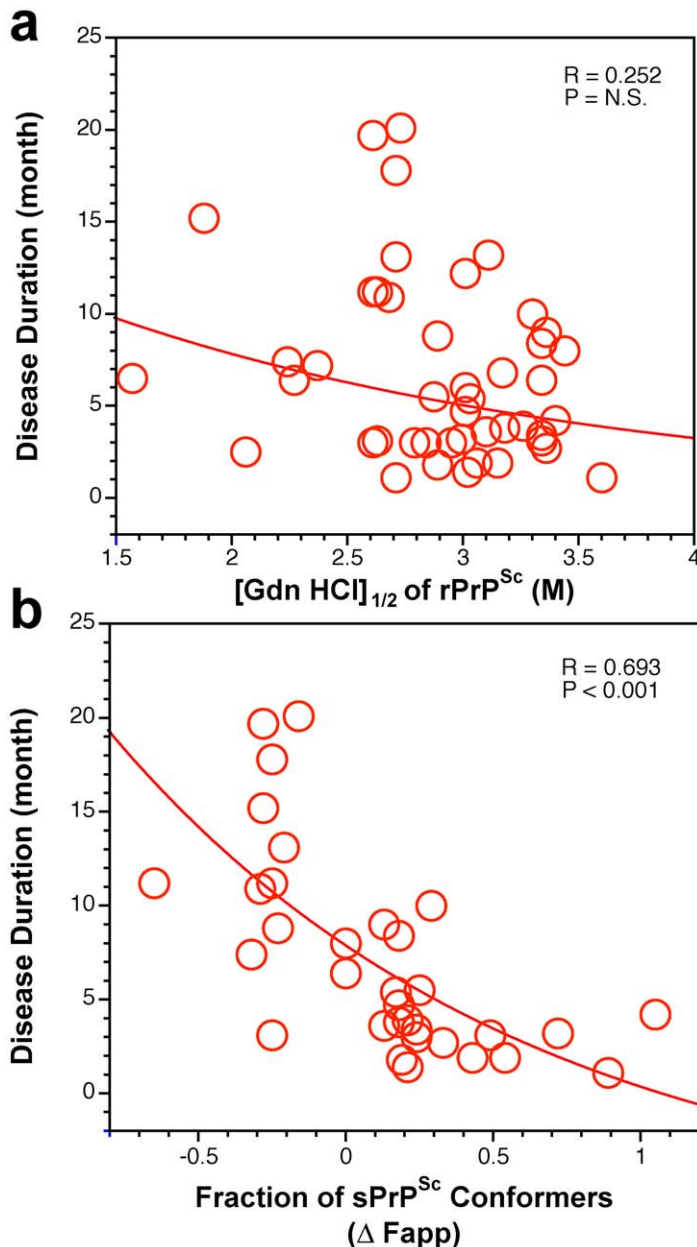 a
25
20
15
10
5
0
Disease Duration (month)
R = 0.252
P = N.S.
1.5 2 2.5 3 3.5 4
[Gdn HCl]1/2 of rPrPSc (M)
b
25
20
15
10
5
0
Disease Duration (month)
R = 0.693
P < 0.001
-0.5 0 0.5 1
Fraction of sPrPSc Conformers
(Δ Fapp)